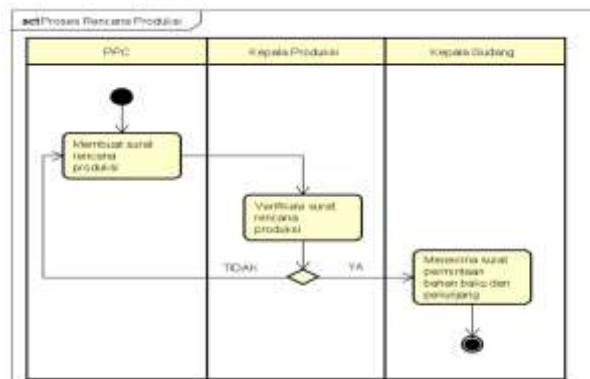 act Proses Rencana Produksi
PPC Kepala Produksi Kepala Gudang
Membuat surat
rencana
produksi
Verifikasi surat
rencana
produksi
TIDAK YA
Menerima surat
permintaan
bahan baku dan
penunjang